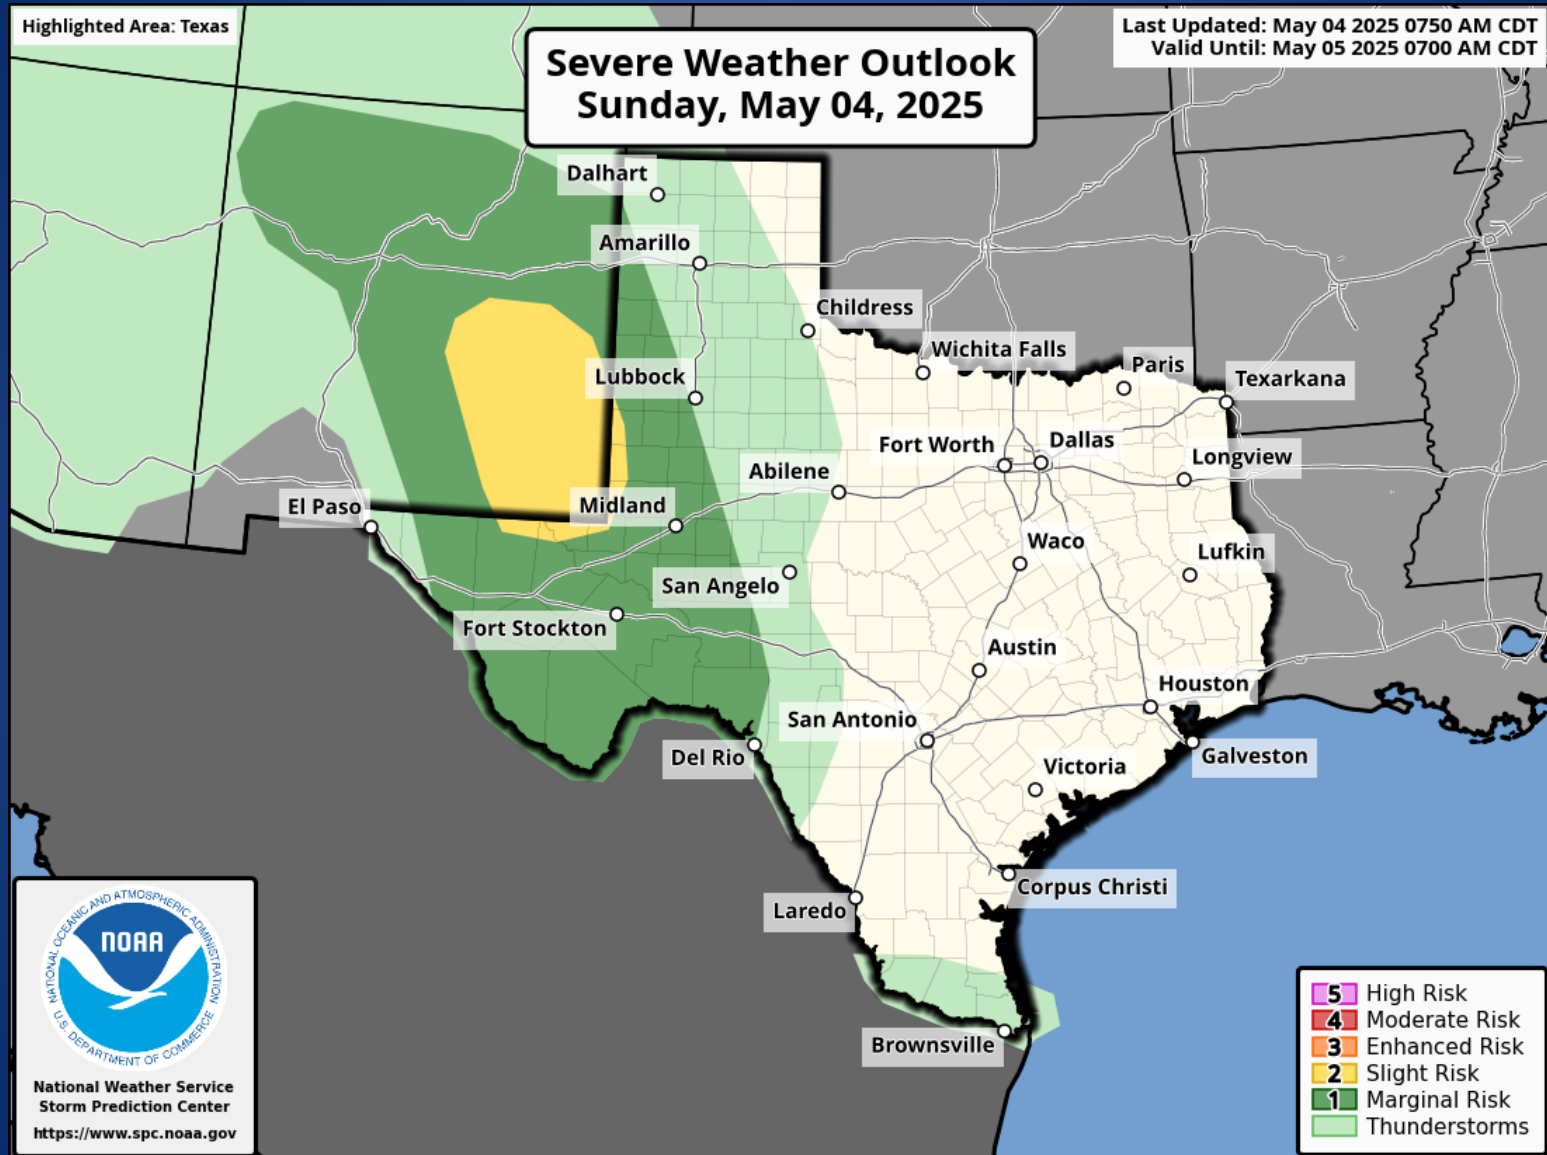 Highlighted Area: Texas
Severe Weather Outlook
Sunday, May 04, 2025
Last Updated: May 04 2025 0750 AM CDT
Valid Until: May 05 2025 0700 AM CDT
Dalhart
Amarillo
Childress
Wichita Falls
Paris
Texarkana
Lubbock
Fort Worth
Dallas
Longview
Abilene
El Paso
Midland
Waco
Lufkin
San Angelo
Fort Stockton
Austin
Houston
San Antonio
Del Rio
Galveston
Victoria
Corpus Christi
Laredo
Brownsville
NATIONAL OCEANIC AND ATMOSPHERIC ADMINISTRATION
NOAA
U.S. DEPARTMENT OF COMMERCE
National Weather Service
Storm Prediction Center
https://www.spc.noaa.gov
5 High Risk
4 Moderate Risk
3 Enhanced Risk
2 Slight Risk
1 Marginal Risk
Thunderstorms